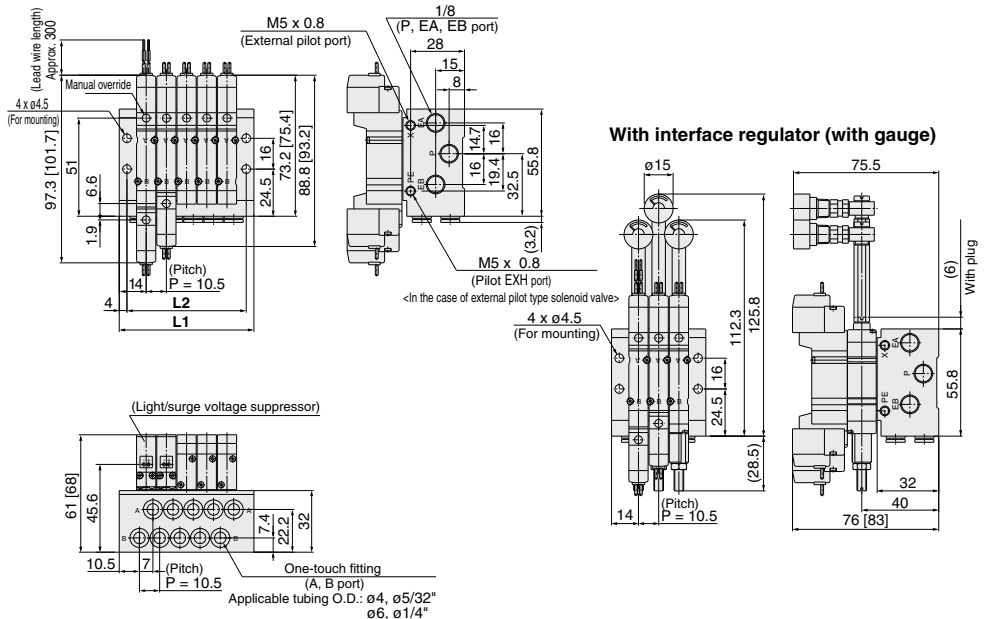 (Lead wire length)
Approx. 300
Manual override
4 x ø4.5
(For mounting)
97.3 [101.7]
51
6.6
1.9
14
(Pitch)
P = 10.5
4
L2
L1
16
24.5
73.2 [75.4]
88.8 [93.2]
A
A
A
A
A
B
B
B
B
B
M5 x 0.8
(External pilot port)
1/8
(P, EA, EB port)
28
15
8
X
EA
P
PE
EB
14.7
16
16
19.4
32.5
55.8
(3.2)
M5 x 0.8
(Pilot EXH port)
<In the case of external pilot type solenoid valve>
With interface regulator (with gauge)
ø15
4 x ø4.5
(For mounting)
A
A
A
B
B
B
16
24.5
112.3
125.8
(28.5)
14
(Pitch)
P = 10.5
75.5
(6)
With plug
X
EA
P
PE
EB
55.8
32
40
76 [83]
(Light/surge voltage suppressor)
61 [68]
45.6
A
A
B
B
7.4
22.2
32
10.5
7
(Pitch)
P = 10.5
One-touch fitting
(A, B port)
Applicable tubing O.D.: ø4, ø5/32"
ø6, ø1/4"